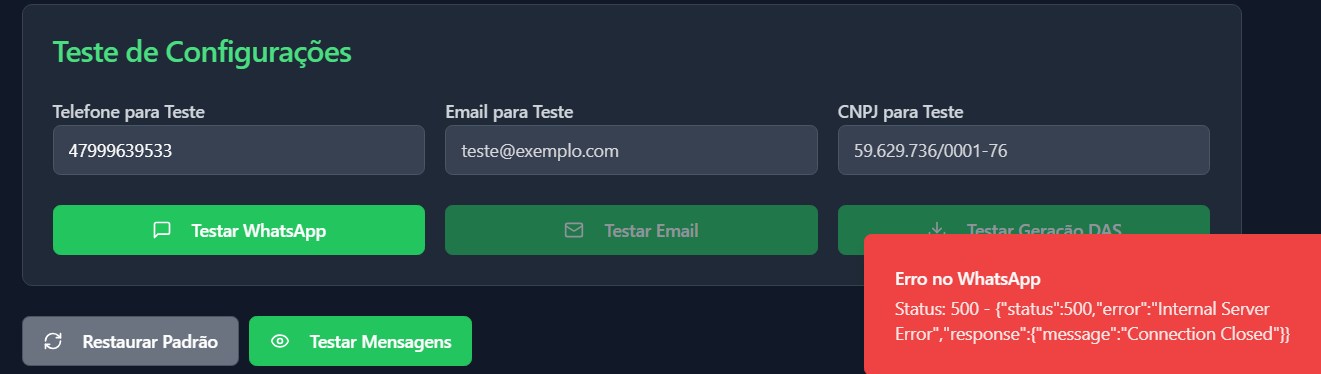 Teste de Configurações
Telefone para Teste
Email para Teste
CNPJ para Teste
47999639533
teste@exemplo.com
59.629.736/0001-76
Testar WhatsApp
Testar Email
Testar Geração DAS
Erro no WhatsApp
Status: 500 - {"status":500,"error":"Internal Server
Error","response":{"message":"Connection Closed"}}
Restaurar Padrão
Testar Mensagens